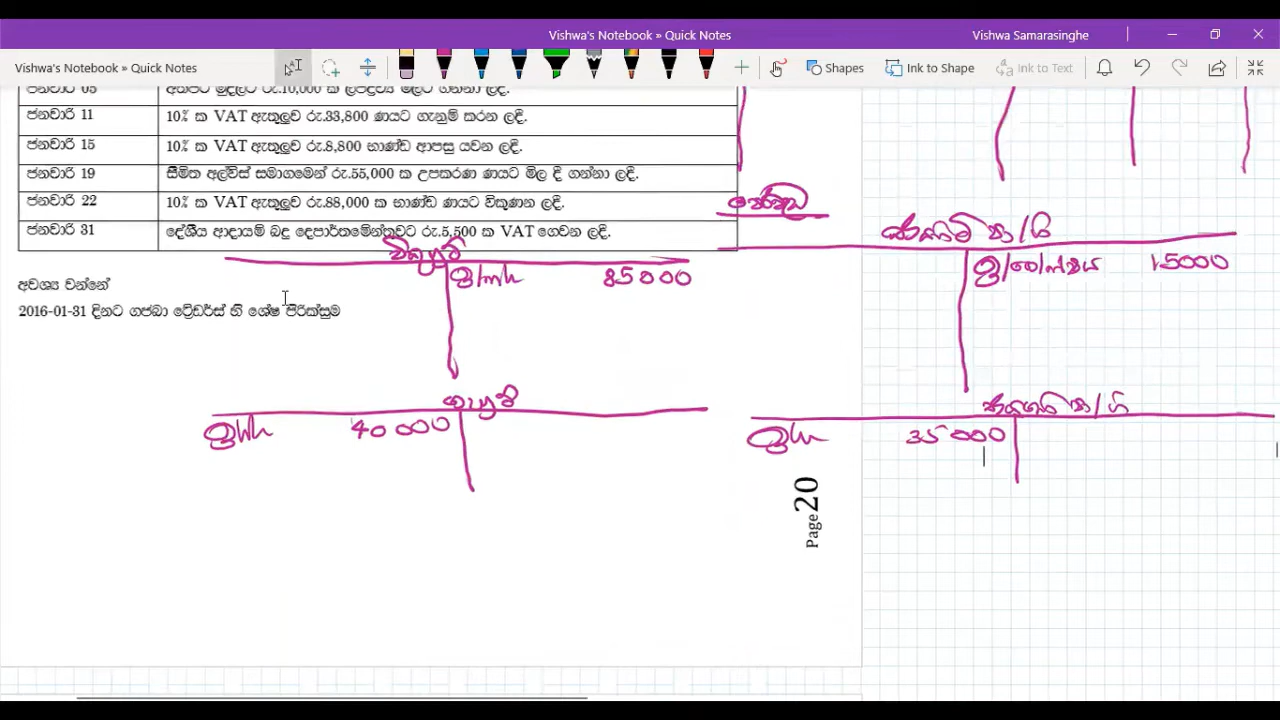 Vishwa's Notebook » Quick Notes
Vishwa Samarasinghe
Vishwa's Notebook » Quick Notes
Shapes
Ink to Shape
Ink to Text
ජනවාරි 05
ජනවාරි 11 10% ක VAT ඇතුලුව රු.33,800 ණයට ගැනුම් කරන ලදී.
ජනවාරි 15 10% ක VAT ඇතුලුව රු.8,800 භාණ්ඩ ආපසු යවන ලදී.
ජනවාරි 19 සීමිත අල්විස් සමාගමෙන් රු.55,000 ක උපකරණ ණයට මිල දී ගන්නා ලදී.
ජනවාරි 22 10% ක VAT ඇතුලුව රු.88,000 ක භාණ්ඩ ණයට විකුණන ලදී.
ජනවාරි 31 දේශීය ආදායම් බදු දෙපාර්තමේන්තුවට රු.5,500 ක VAT ගෙවන ලදී.
විකුනුම්
85000
15000
අවශ්‍ය වන්නේ
2016-01-31 දිනට ගජබා ට්‍රේඩර්ස් හි ශේෂ පිරික්සුම
ගැනුම්
40 000
35 000
Page 20